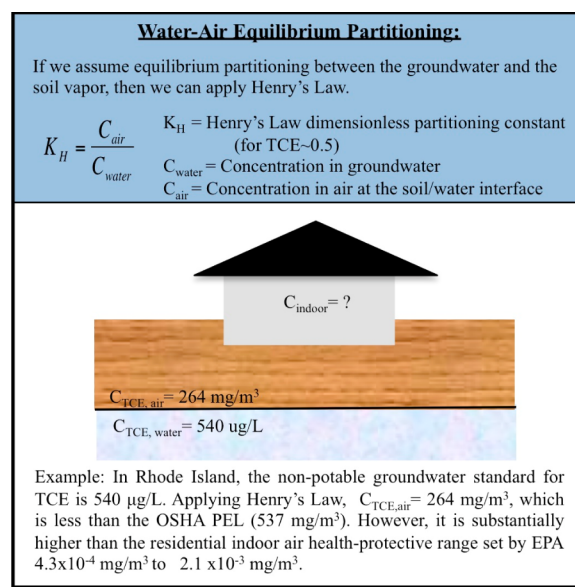 Water-Air Equilibrium Partitioning:
If we assume equilibrium partitioning between the groundwater and the
soil vapor, then we can apply Henry’s Law.
K_H = C_air / C_water
K_H = Henry’s Law dimensionless partitioning constant
(for TCE~0.5)
C_water = Concentration in groundwater
C_air = Concentration in air at the soil/water interface
C_indoor= ?
C_TCE, air= 264 mg/m³
C_TCE, water= 540 ug/L
Example: In Rhode Island, the non-potable groundwater standard for
TCE is 540 μg/L. Applying Henry’s Law, C_TCE,air= 264 mg/m³, which
is less than the OSHA PEL (537 mg/m³). However, it is substantially
higher than the residential indoor air health-protective range set by EPA
4.3x10⁻⁴ mg/m³ to 2.1 x10⁻³ mg/m³.